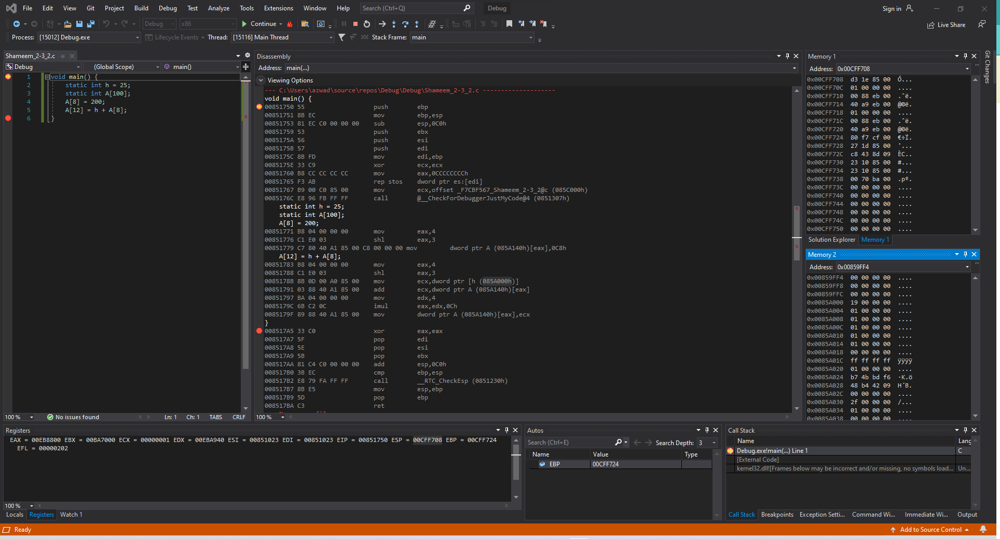 File Edit View Git Project Build Debug Test Analyze Tools Extensions Window Help Search (Ctrl+Q) Debug Sign in
Debug x86 Continue Live Share
Process: [15012] Debug.exe Lifecycle Events Thread: [15116] Main Thread Stack Frame: main
Shameem_2-3_2.c
Debug (Global Scope) main()
1 void main() {
2 static int h = 25;
3 static int A[100];
4 A[8] = 200;
5 A[12] = h + A[8];
6 }
100 % No issues found Ln: 1 Ch: 1 TABS CRLF
Disassembly
Address: main(...)
Viewing Options
--- C:\Users\azwad\source\repos\Debug\Debug\Shameem_2-3_2.c --------------------
void main() {
00851750 55 push ebp
00851751 8B EC mov ebp,esp
00851753 81 EC C0 00 00 00 sub esp,0C0h
00851759 53 push ebx
0085175A 56 push esi
0085175B 57 push edi
0085175C 8B FD mov edi,ebp
0085175E 33 C9 xor ecx,ecx
00851760 B8 CC CC CC CC mov eax,0CCCCCCCCh
00851765 F3 AB rep stos dword ptr es:[edi]
00851767 B9 00 C0 85 00 mov ecx,offset _F7CBF567_Shameem_2-3_2@c (085C000h)
0085176C E8 96 FB FF FF call @__CheckForDebuggerJustMyCode@4 (0851307h)
static int h = 25;
static int A[100];
A[8] = 200;
00851771 B8 04 00 00 00 mov eax,4
00851776 C1 E0 03 shl eax,3
00851779 C7 80 40 A1 85 00 C8 00 00 00 mov dword ptr A (085A140h)[eax],0C8h
A[12] = h + A[8];
00851783 B8 04 00 00 00 mov eax,4
00851788 C1 E0 03 shl eax,3
0085178B 8B 0D 00 A0 85 00 mov ecx,dword ptr [h (085A000h)]
00851791 03 88 40 A1 85 00 add ecx,dword ptr A (085A140h)[eax]
00851797 BA 04 00 00 00 mov edx,4
0085179C 6B C2 0C imul eax,edx,0Ch
0085179F 89 88 40 A1 85 00 mov dword ptr A (085A140h)[eax],ecx
}
008517A5 33 C0 xor eax,eax
008517A7 5F pop edi
008517A8 5E pop esi
008517A9 5B pop ebx
008517AA 81 C4 C0 00 00 00 add esp,0C0h
008517B0 3B EC cmp ebp,esp
008517B2 E8 79 FA FF FF call __RTC_CheckEsp (0851230h)
008517B7 8B E5 mov esp,ebp
008517B9 5D pop ebp
008517BA C3 ret
100 %
Memory 1
Address: 0x00CFF708
0x00CFF708 d3 1e 85 00 Ó...
0x00CFF70C 01 00 00 00 ....
0x00CFF710 00 88 eb 00 .ˆë.
0x00CFF714 40 a9 eb 00 @©ë.
0x00CFF718 01 00 00 00 ....
0x00CFF71C 00 88 eb 00 .ˆë.
0x00CFF720 40 a9 eb 00 @©ë.
0x00CFF724 80 f7 cf 00 €÷Ï.
0x00CFF728 27 1d 85 00 '...
0x00CFF72C c8 43 8d 09 ÈC..
0x00CFF730 23 10 85 00 #...
0x00CFF734 23 10 85 00 #...
0x00CFF738 00 70 ba 00 .pº.
0x00CFF73C 00 00 00 00 ....
0x00CFF740 00 00 00 00 ....
0x00CFF744 00 00 00 00 ....
0x00CFF748 00 00 00 00 ....
0x00CFF74C 00 00 00 00 ....
0x00CFF750 00 00 00 00 ....
Solution Explorer Memory 1
Memory 2
Address: 0x00859FF4
0x00859FF4 00 00 00 00 ....
0x00859FF8 00 00 00 00 ....
0x00859FFC 00 00 00 00 ....
0x0085A000 19 00 00 00 ....
0x0085A004 01 00 00 00 ....
0x0085A008 01 00 00 00 ....
0x0085A00C 01 00 00 00 ....
0x0085A010 01 00 00 00 ....
0x0085A014 01 00 00 00 ....
0x0085A018 00 00 00 00 ....
0x0085A01C ff ff ff ff ÿÿÿÿ
0x0085A020 01 00 00 00 ....
0x0085A024 b7 4b bd f6 ·K.ö
0x0085A028 48 b4 42 09 H´B.
0x0085A02C 00 00 00 00 ....
0x0085A030 2f 00 00 00 /...
0x0085A034 01 00 00 00 ....
0x0085A038 00 00 00 00 ....
Git Changes
Registers
EAX = 00EB8800 EBX = 00BA7000 ECX = 00000001 EDX = 00EBA940 ESI = 00851023 EDI = 00851023 EIP = 00851750 ESP = 00CFF708 EBP = 00CFF724
EFL = 00000202
100 %
Locals Registers Watch 1
Autos
Search (Ctrl+E) Search Depth: 3
Name Value Type
EBP 00CFF724
Call Stack
Name Lang
Debug.exe!main(...) Line 1 C
[External Code]
kernel32.dll![Frames below may be incorrect and/or missing, no symbols load... Un...
Call Stack Breakpoints Exception Setti... Command Wi... Immediate Wi... Output
Ready Add to Source Control